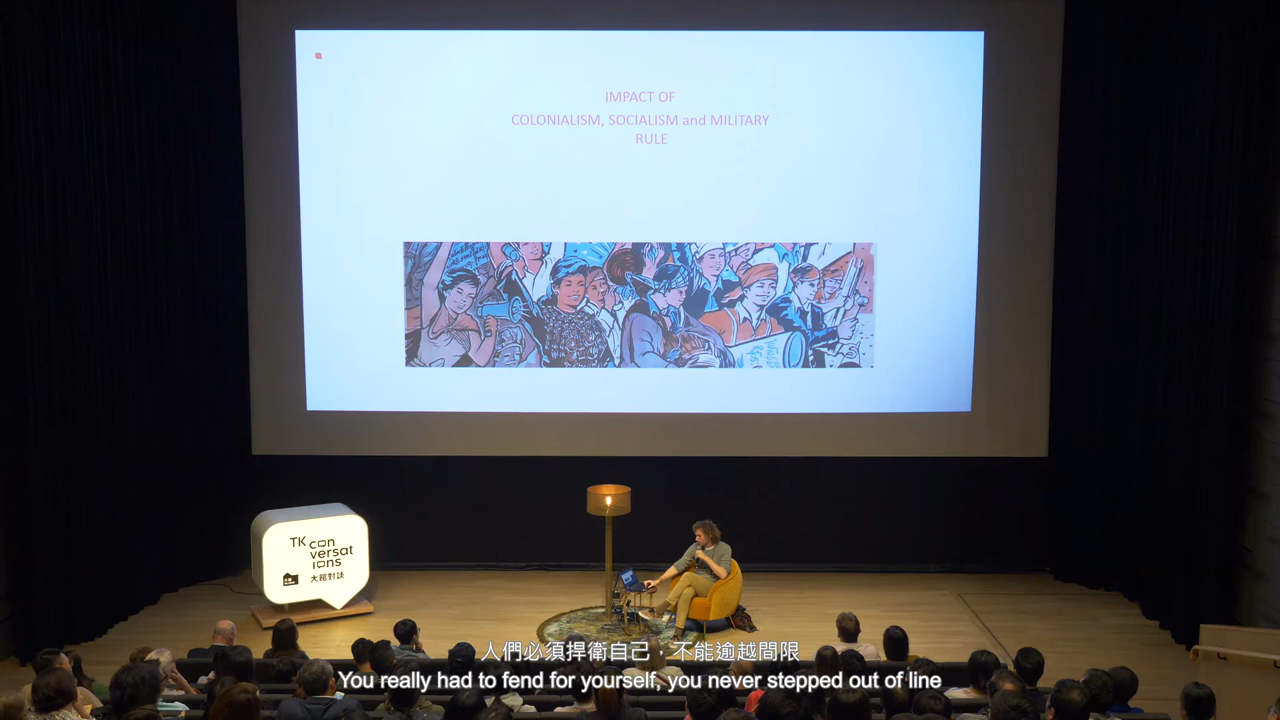 IMPACT OF
COLONIALISM, SOCIALISM and MILITARY
RULE
TK con
versat
ions
大館對談
人們必須捍衛自己，不能逾越間限
You really had to fend for yourself, you never stepped out of line